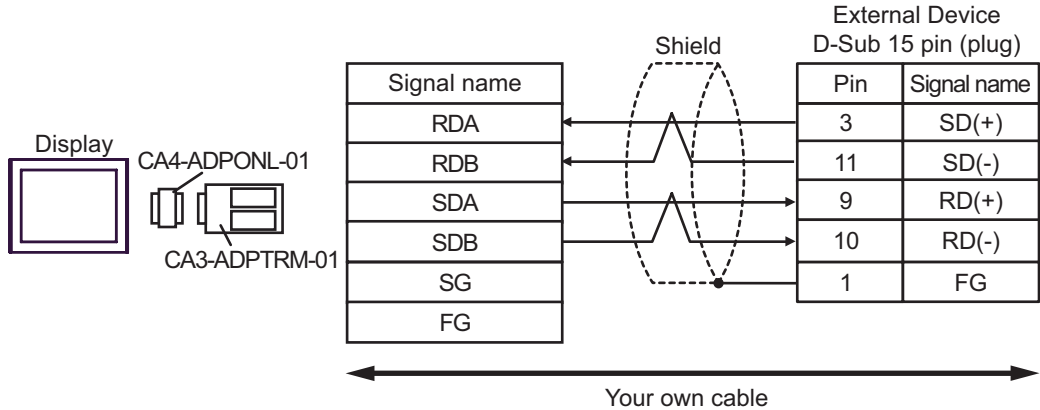 External Device
D-Sub 15 pin (plug)
Shield
Signal name
Pin Signal name
RDA 3 SD(+)
Display
CA4-ADPONL-01
RDB 11 SD(-)
SDA 9 RD(+)
SDB 10 RD(-)
CA3-ADPTRM-01
SG 1 FG
FG
Your own cable